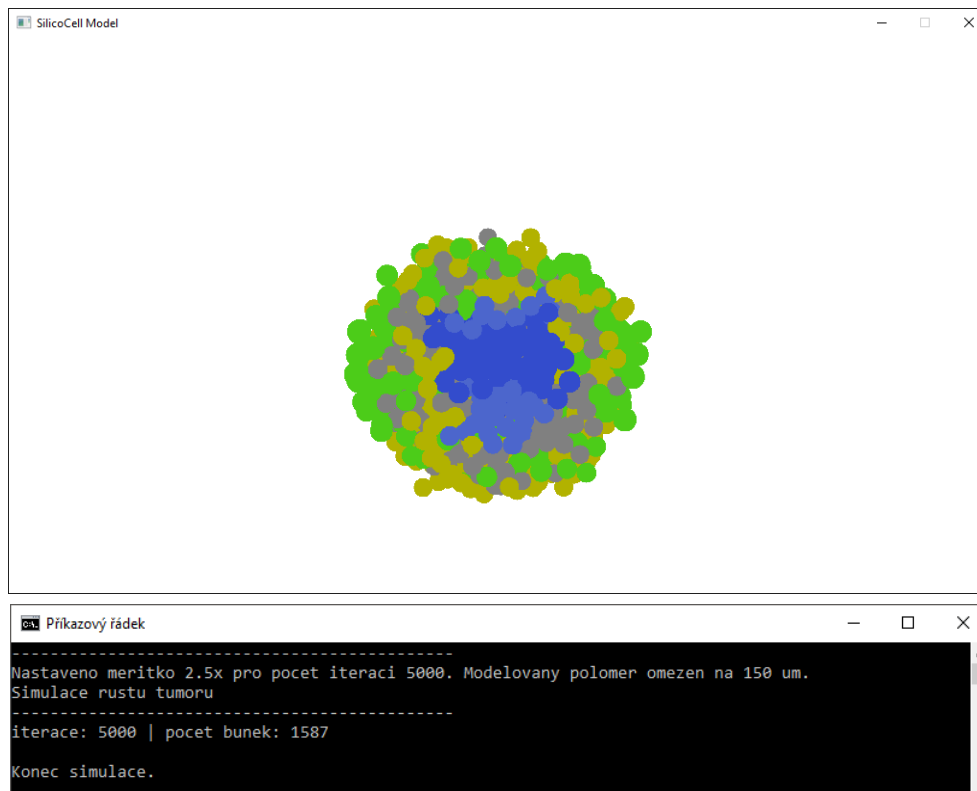 SilicoCell Model
Příkazový řádek
----------------------------------------------
Nastaveno meritko 2.5x pro pocet iteraci 5000. Modelovany polomer omezen na 150 um.
Simulace rustu tumoru
----------------------------------------------
iterace: 5000 | pocet bunek: 1587
Konec simulace.